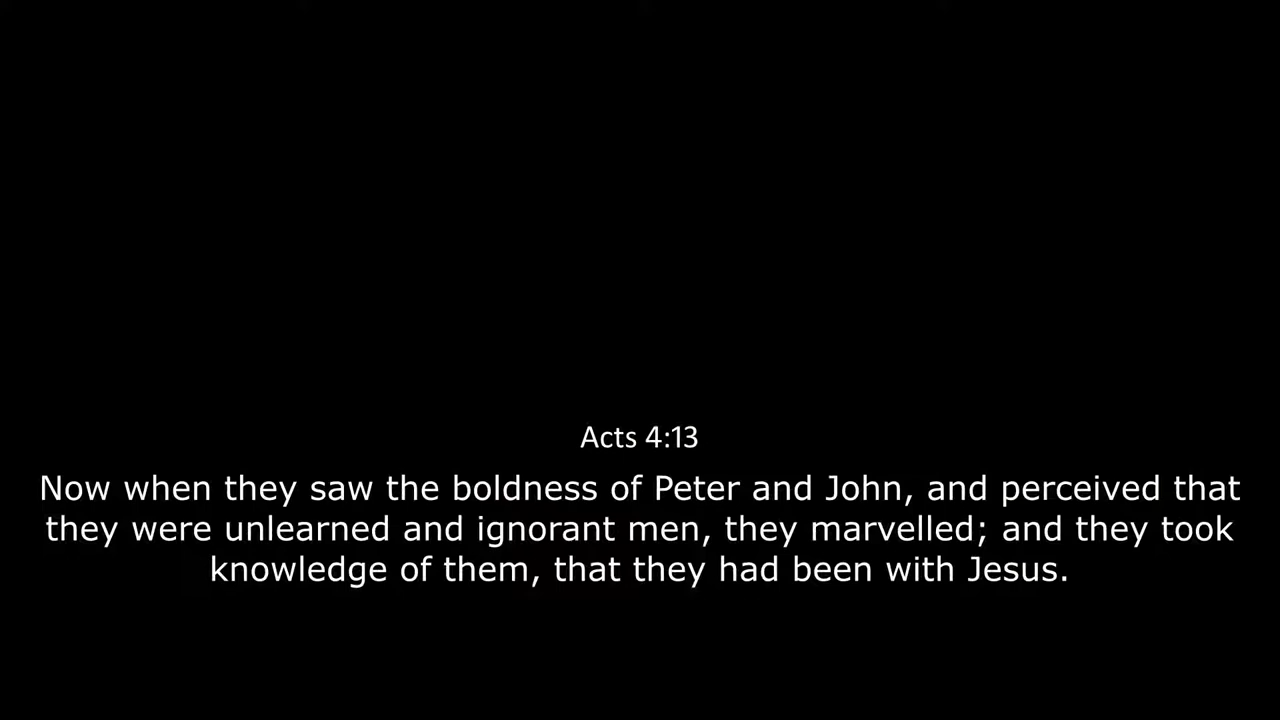 Acts 4:13
Now when they saw the boldness of Peter and John, and perceived that
they were unlearned and ignorant men, they marvelled; and they took
knowledge of them, that they had been with Jesus.